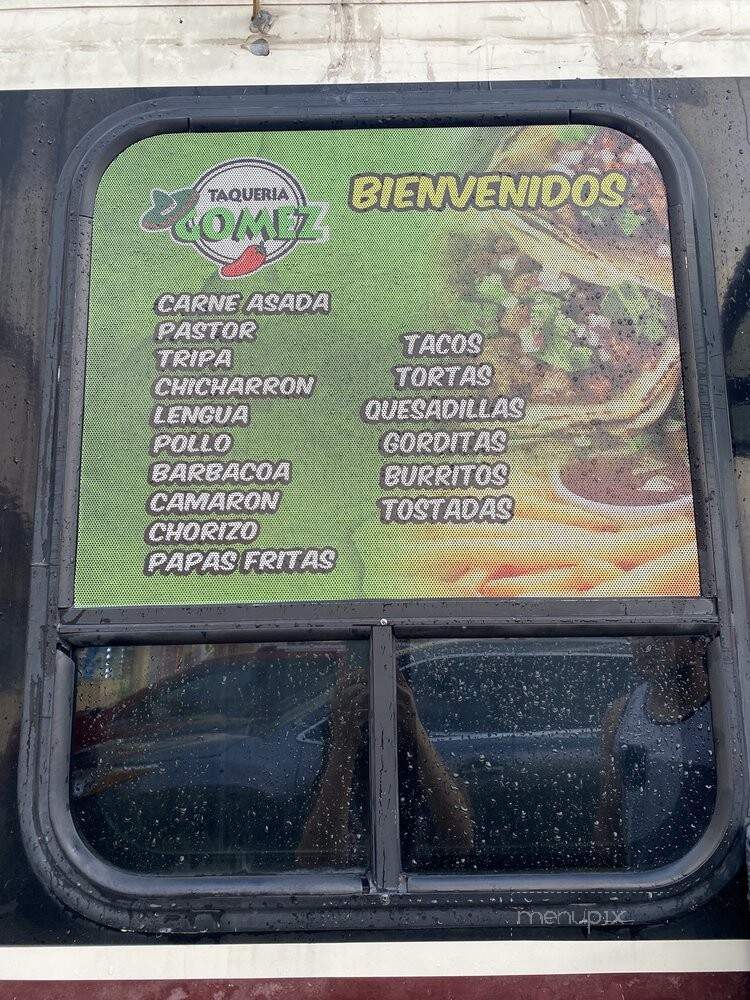 TAQUERIA
GOMEZ
BIENVENIDOS
CARNE ASADA
PASTOR
TRIPA
CHICHARRON
LENGUA
POLLO
BARBACOA
CAMARON
CHORIZO
PAPAS FRITAS
TACOS
TORTAS
QUESADILLAS
GORDITAS
BURRITOS
TOSTADAS
menupix